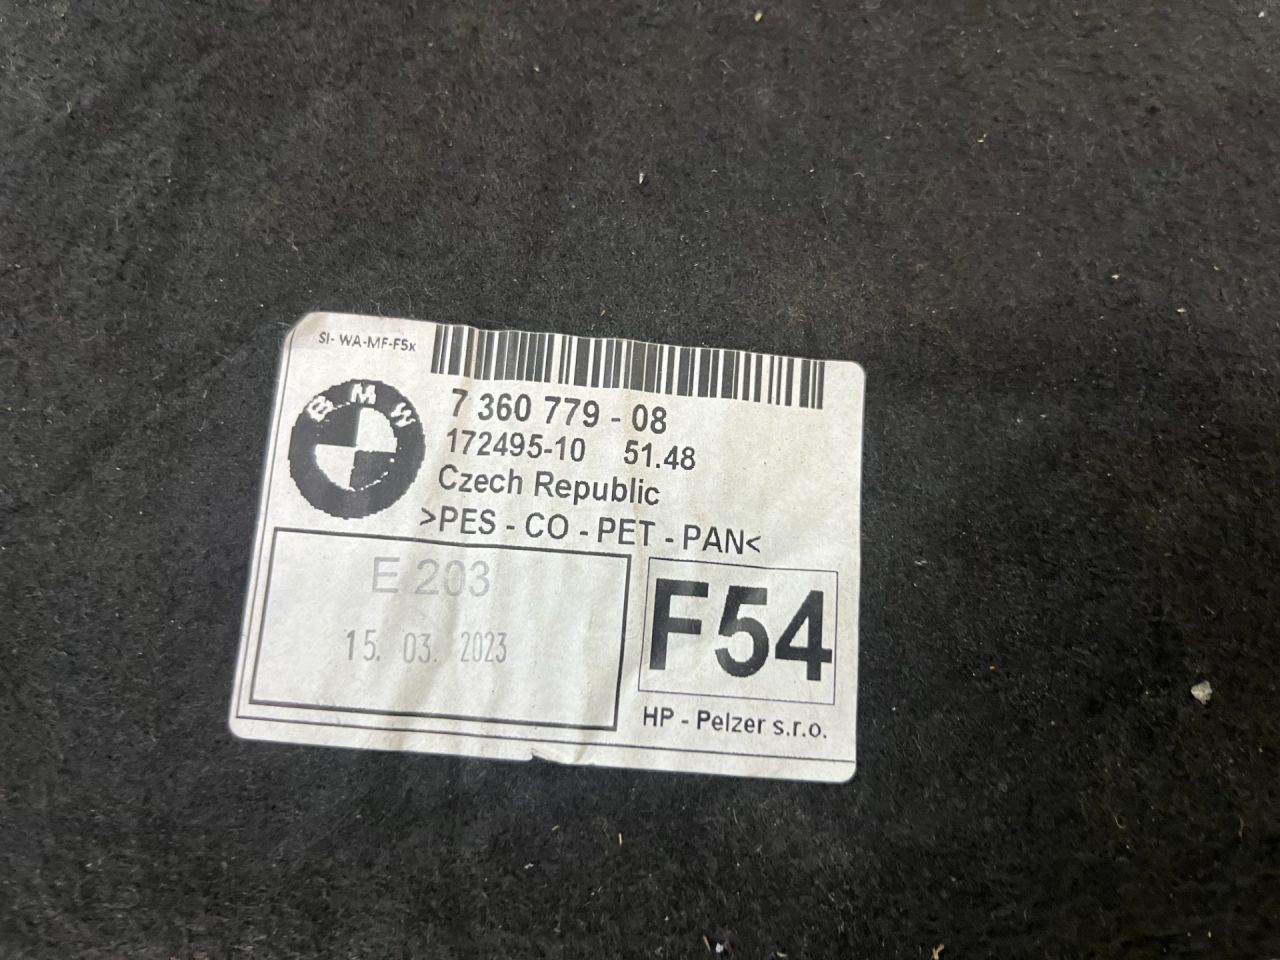 SI- WA-MF-F5x
BMW
7 360 779 - 08
172495-10 51.48
Czech Republic
>PES - CO - PET - PAN<
E 203
15. 03. 2023
F54
HP - Pelzer s.r.o.